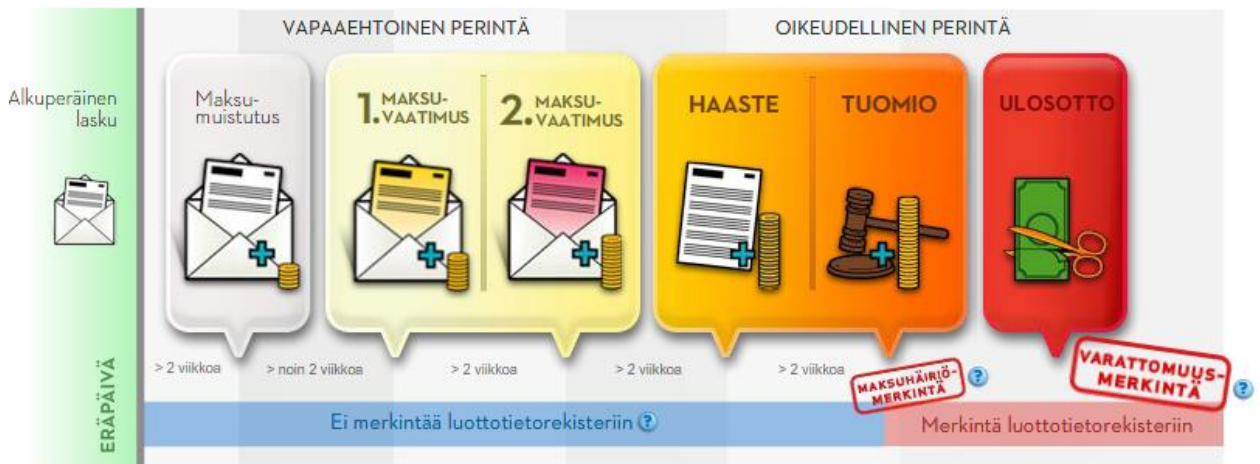 VAPAAEHTOINEN PERINTÄ
OIKEUDELLINEN PERINTÄ
Alkuperäinen
lasku
Maksu-
muistutus
1. MAKSU-
VAATIMUS
2. MAKSU-
VAATIMUS
HAASTE
TUOMIO
ULOSOTTO
ERÄPÄIVÄ
> 2 viikkoa
> noin 2 viikkoa
> 2 viikkoa
> 2 viikkoa
> 2 viikkoa
MAKSUHÄIRIÖ-
MERKINTÄ
?
VARATTOMUUS-
MERKINTÄ
?
Ei merkintää luottotietorekisteriin ?
Merkintä luottotietorekisteriin